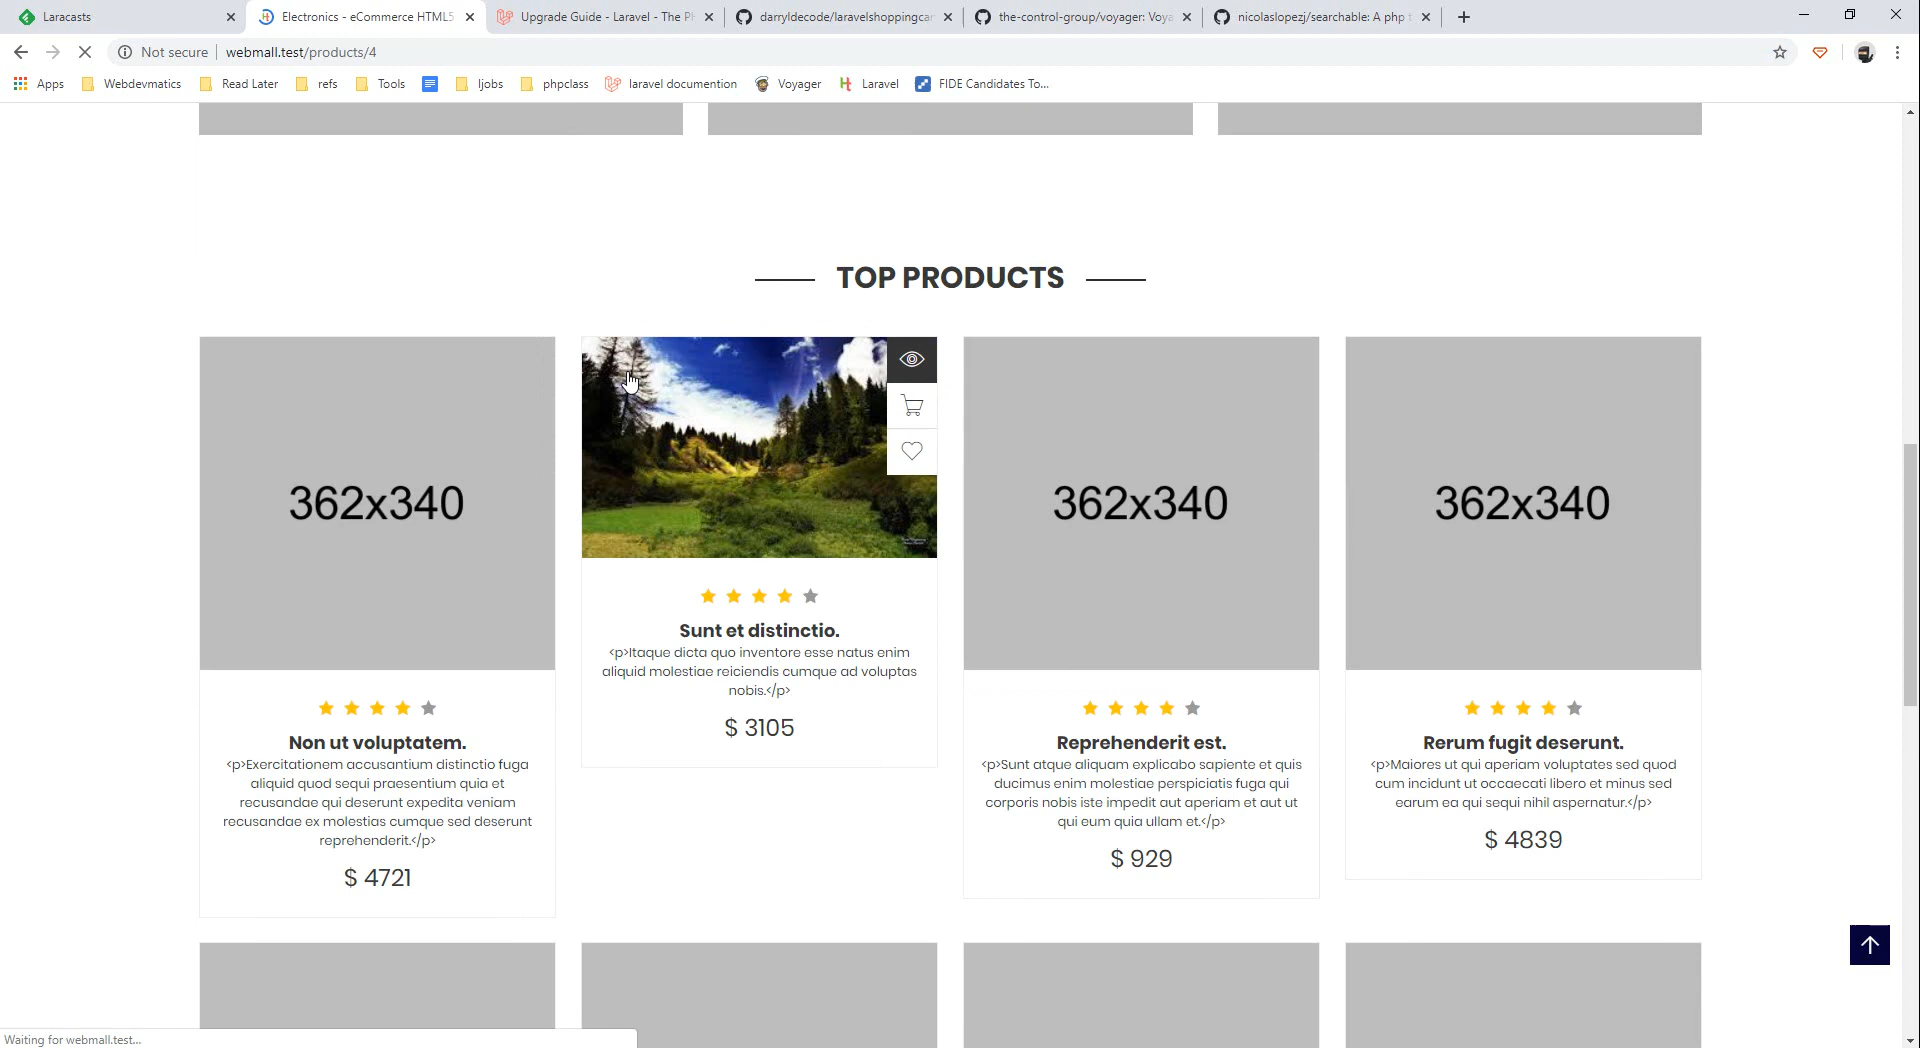 Laracasts
Electronics - eCommerce HTML5
Upgrade Guide - Laravel - The P
darryldecode/laravelshoppingcar
the-control-group/voyager: Voya
nicolaslopezj/searchable: A php t
Not secure
webmall.test/products/4
Apps
Webdevmatics
Read Later
refs
Tools
ljobs
phpclass
laravel documention
Voyager
Laravel
FIDE Candidates To...
TOP PRODUCTS
362x340
362x340
362x340
Non ut voluptatem.
<p>Exercitationem accusantium distinctio fuga
aliquid quod sequi praesentium quia et
recusandae qui deserunt expedita veniam
recusandae ex molestias cumque sed deserunt
reprehenderit.</p>
$ 4721
Sunt et distinctio.
<p>Itaque dicta quo inventore esse natus enim
aliquid molestiae reiciendis cumque ad voluptas
nobis.</p>
$ 3105
Reprehenderit est.
<p>Sunt atque aliquam explicabo sapiente et quis
ducimus enim molestiae perspiciatis fuga qui
corporis nobis iste impedit aut aperiam et aut ut
qui eum quia ullam et.</p>
$ 929
Rerum fugit deserunt.
<p>Maiores ut qui aperiam voluptates sed quod
cum incidunt ut occaecati libero et minus sed
earum ea qui sequi nihil aspernatur.</p>
$ 4839
Waiting for webmall.test...